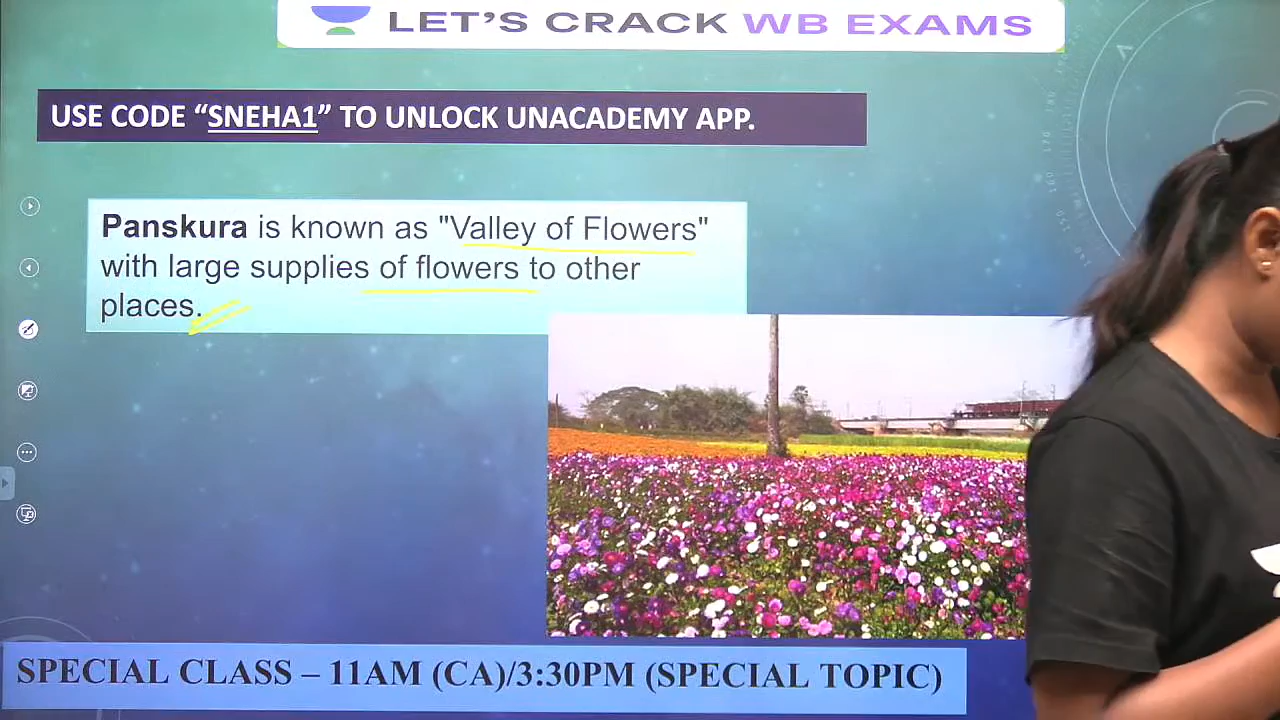 LET'S CRACK WB EXAMS
USE CODE “SNEHA1” TO UNLOCK UNACADEMY APP.
Panskura is known as "Valley of Flowers"
with large supplies of flowers to other
places.
SPECIAL CLASS – 11AM (CA)/3:30PM (SPECIAL TOPIC)